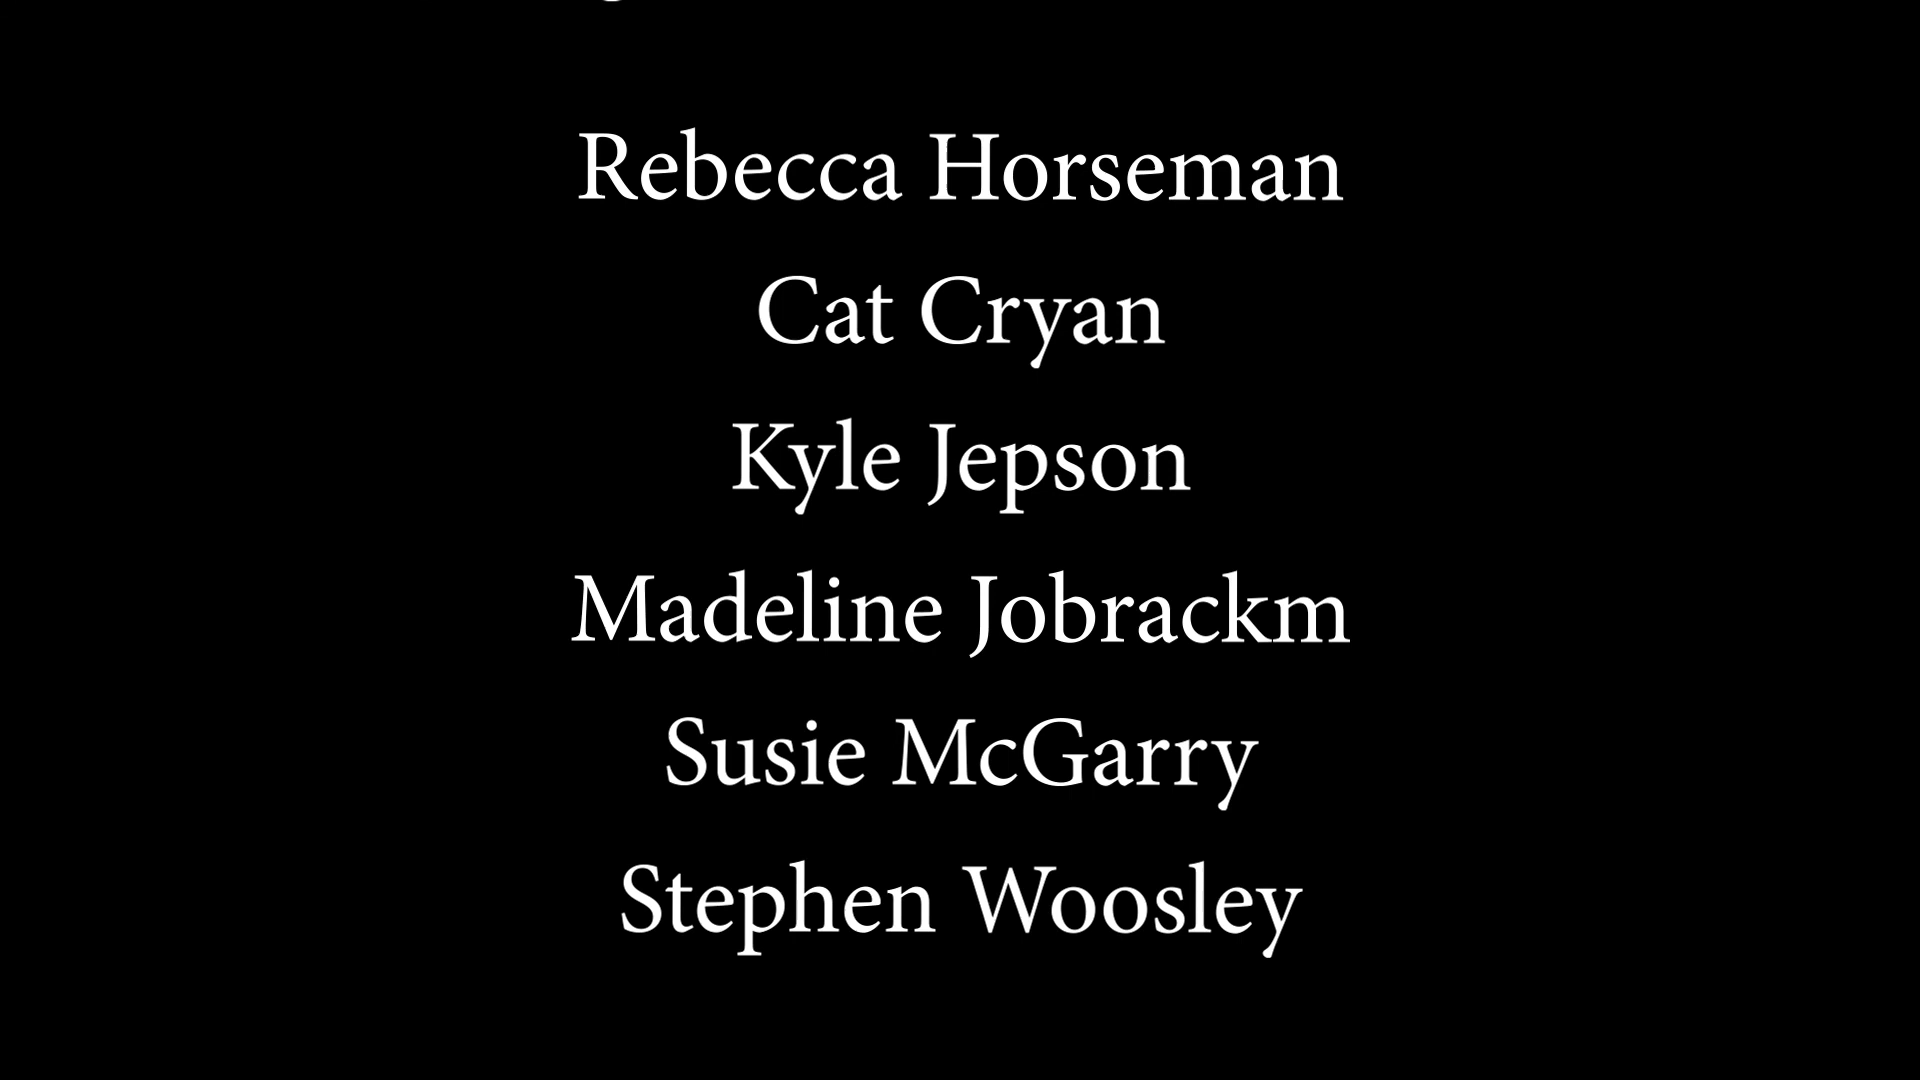 Rebecca Horseman
Cat Cryan
Kyle Jepson
Madeline Jobrackm
Susie McGarry
Stephen Woosley